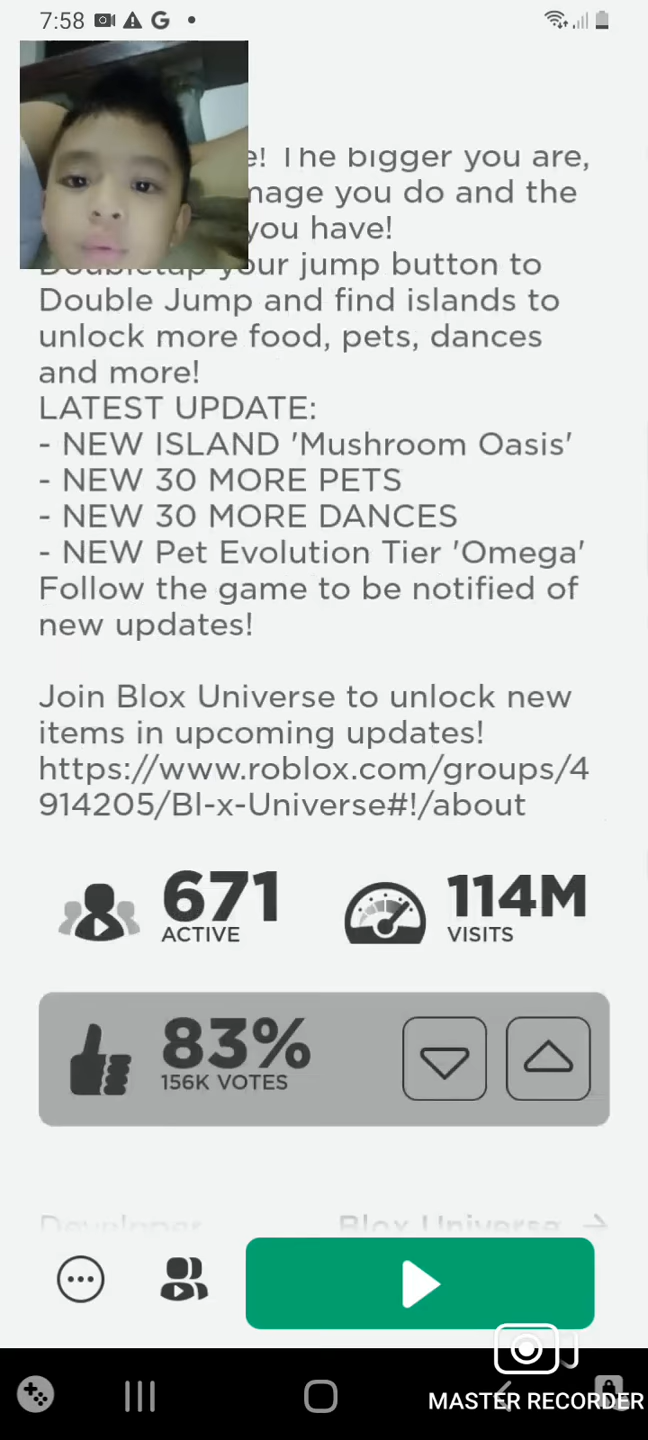 7:58
e! The bigger you are,
mage you do and the
you have!
Doubletap your jump button to
Double Jump and find islands to
unlock more food, pets, dances
and more!
LATEST UPDATE:
- NEW ISLAND 'Mushroom Oasis'
- NEW 30 MORE PETS
- NEW 30 MORE DANCES
- NEW Pet Evolution Tier 'Omega'
Follow the game to be notified of
new updates!
Join Blox Universe to unlock new
items in upcoming updates!
https://www.roblox.com/groups/4
914205/Bl-x-Universe#!/about
671 114M
ACTIVE VISITS
83%
156K VOTES
Developer Blox Universe
MASTER RECORDER